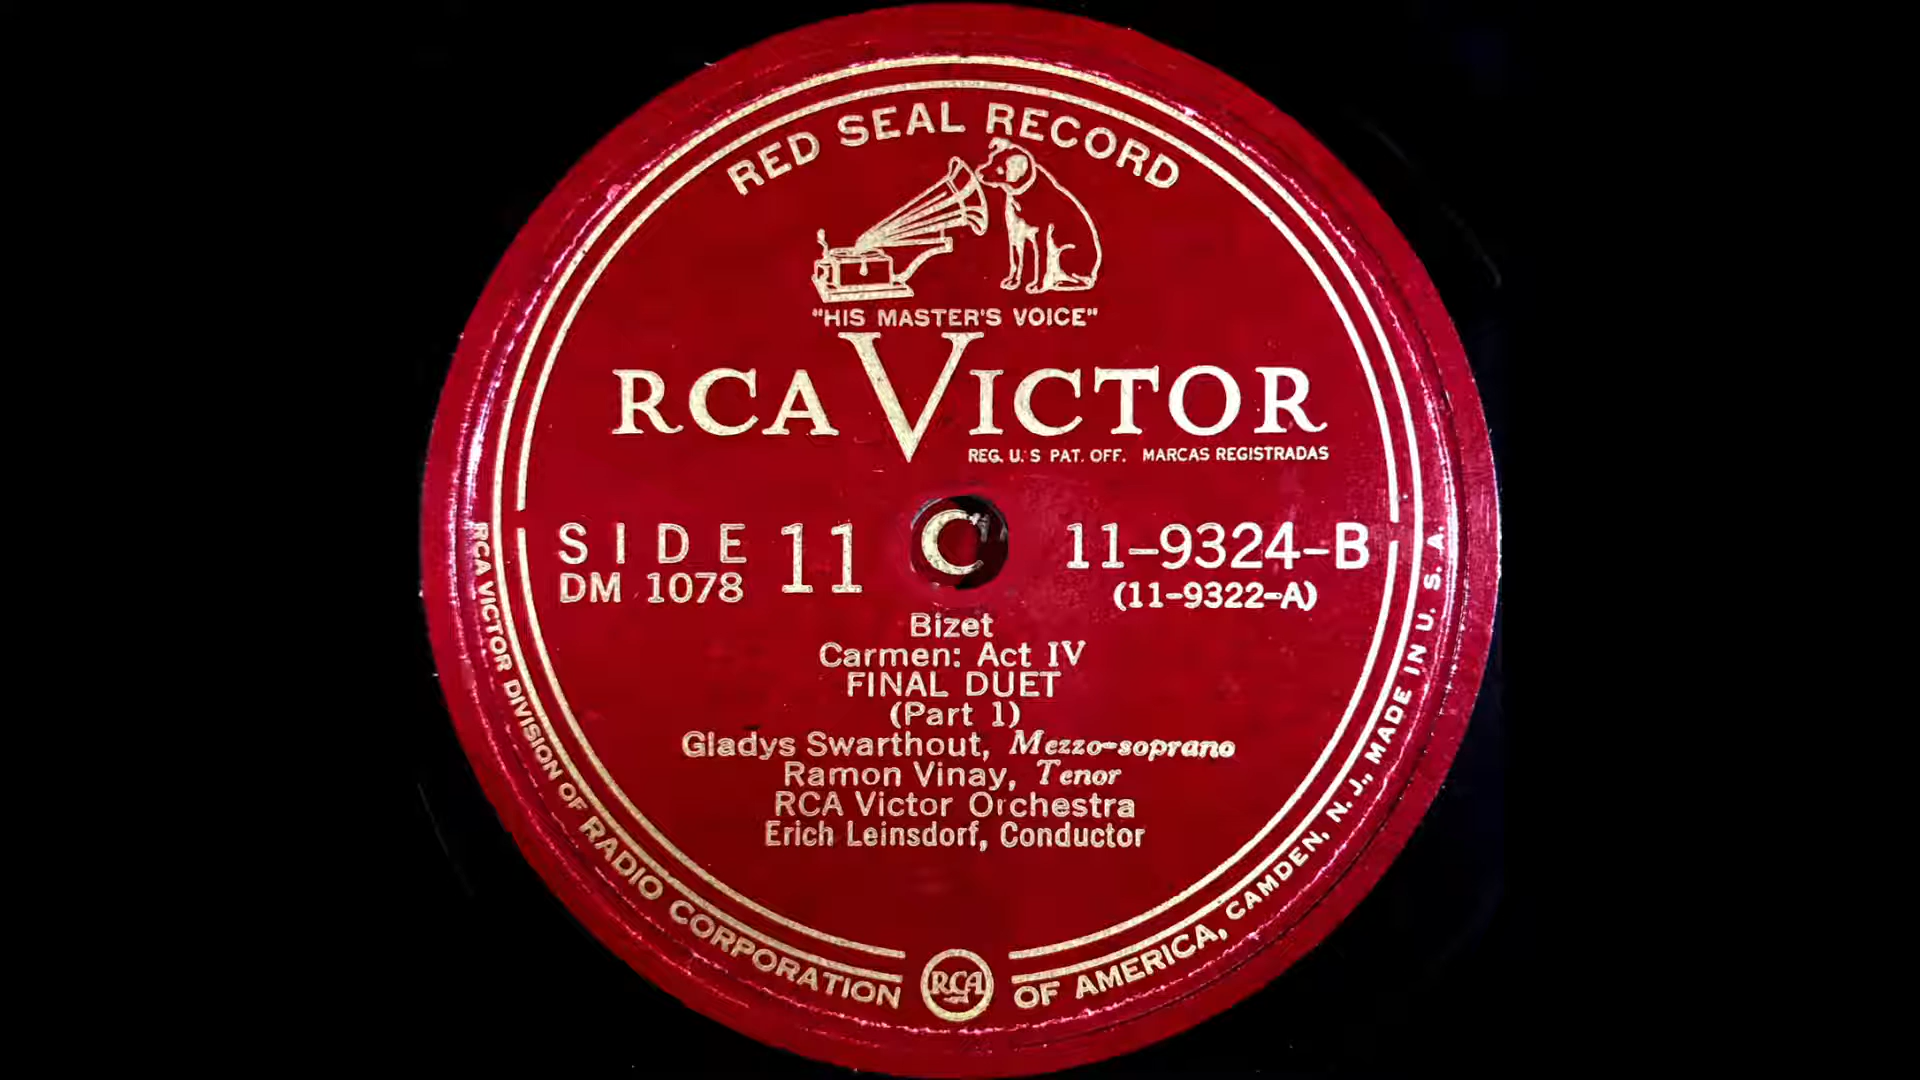 RED SEAL RECORD
"HIS MASTER'S VOICE"
RCA VICTOR
REG. U. S PAT. OFF. MARCAS REGISTRADAS
SIDE 11 C 11-9324-B
DM 1078 (11-9322-A)
Bizet
Carmen: Act IV
FINAL DUET
(Part 1)
Gladys Swarthout, Mezzo-soprano
Ramon Vinay, Tenor
RCA Victor Orchestra
Erich Leinsdorf, Conductor
RCA VICTOR DIVISION OF RADIO CORPORATION OF AMERICA, CAMDEN, N. J., MADE IN U. S. A.
RCA